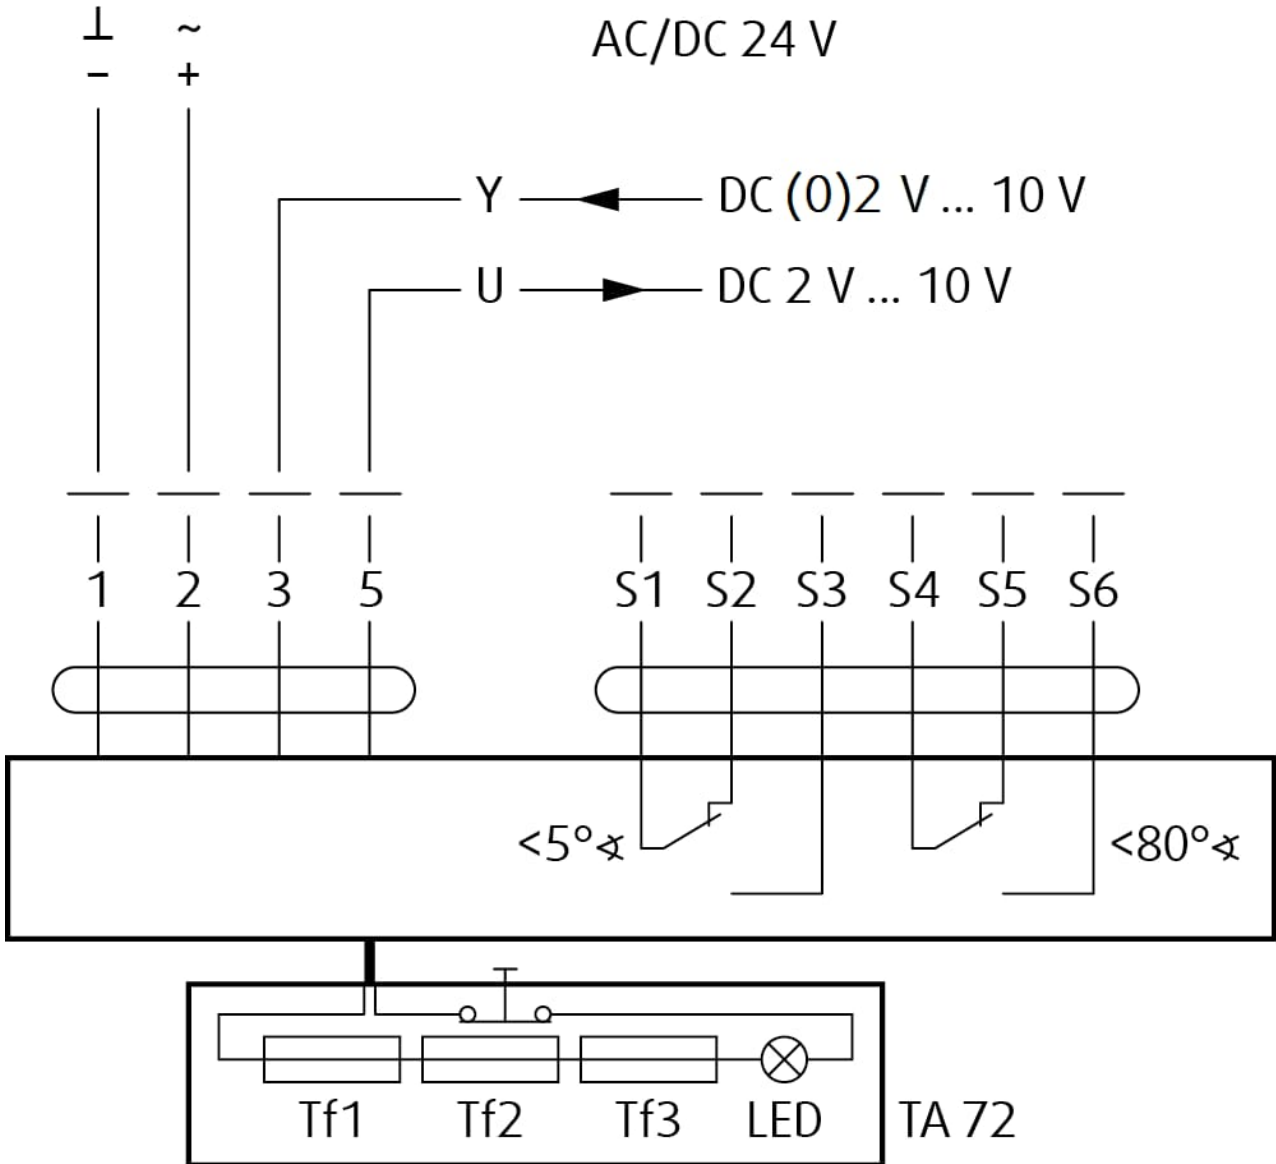 ⊥ ~ AC/DC 24 V
− +
Y DC (0)2 V ... 10 V
U DC 2 V ... 10 V
1 2 3 5 S1 S2 S3 S4 S5 S6
<5°∢ <80°∢
Tf1 Tf2 Tf3 LED TA 72